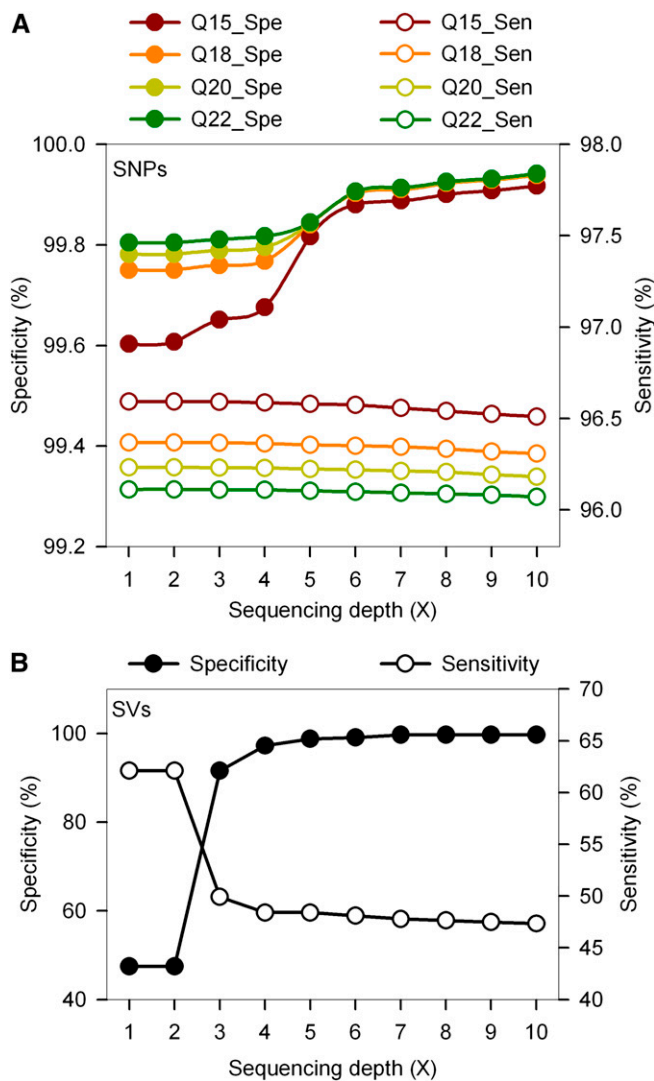 A
Q15_Spe Q15_Sen
Q18_Spe Q18_Sen
Q20_Spe Q20_Sen
Q22_Spe Q22_Sen
SNPs
Specificity (%)
100.0
99.8
99.6
99.4
99.2
98.0
97.5
97.0
96.5
96.0
Sensitivity (%)
1 2 3 4 5 6 7 8 9 10
Sequencing depth (X)
B
Specificity Sensitivity
SVs
Specificity (%)
100
80
60
40
70
65
60
55
50
45
40
Sensitivity (%)
1 2 3 4 5 6 7 8 9 10
Sequencing depth (X)